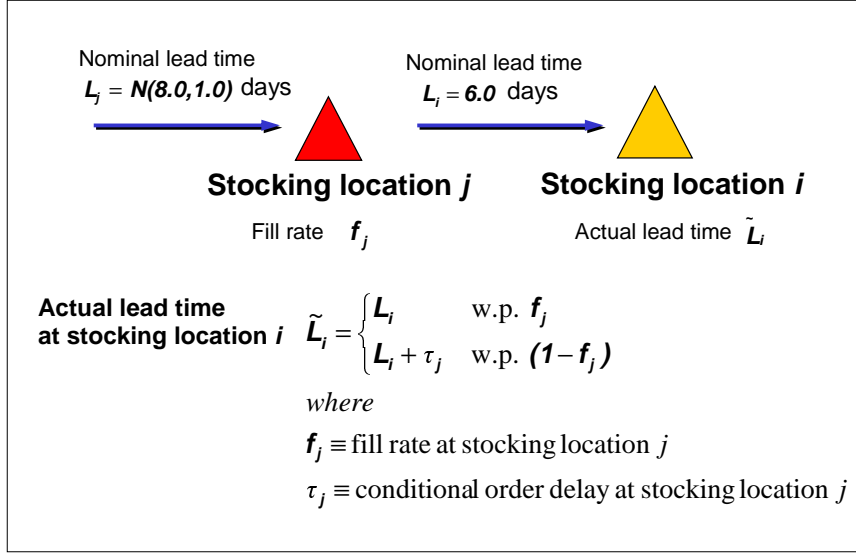 Nominal lead time
L_j = N(8.0,1.0) days
Nominal lead time
L_i = 6.0 days
Stocking location j
Stocking location i
Fill rate f_j
Actual lead time L̃_i
Actual lead time
at stocking location i
L̃_i = { L_i w.p. f_j
L_i + τ_j w.p. (1 − f_j)
where
f_j ≡ fill rate at stocking location j
τ_j ≡ conditional order delay at stocking location j